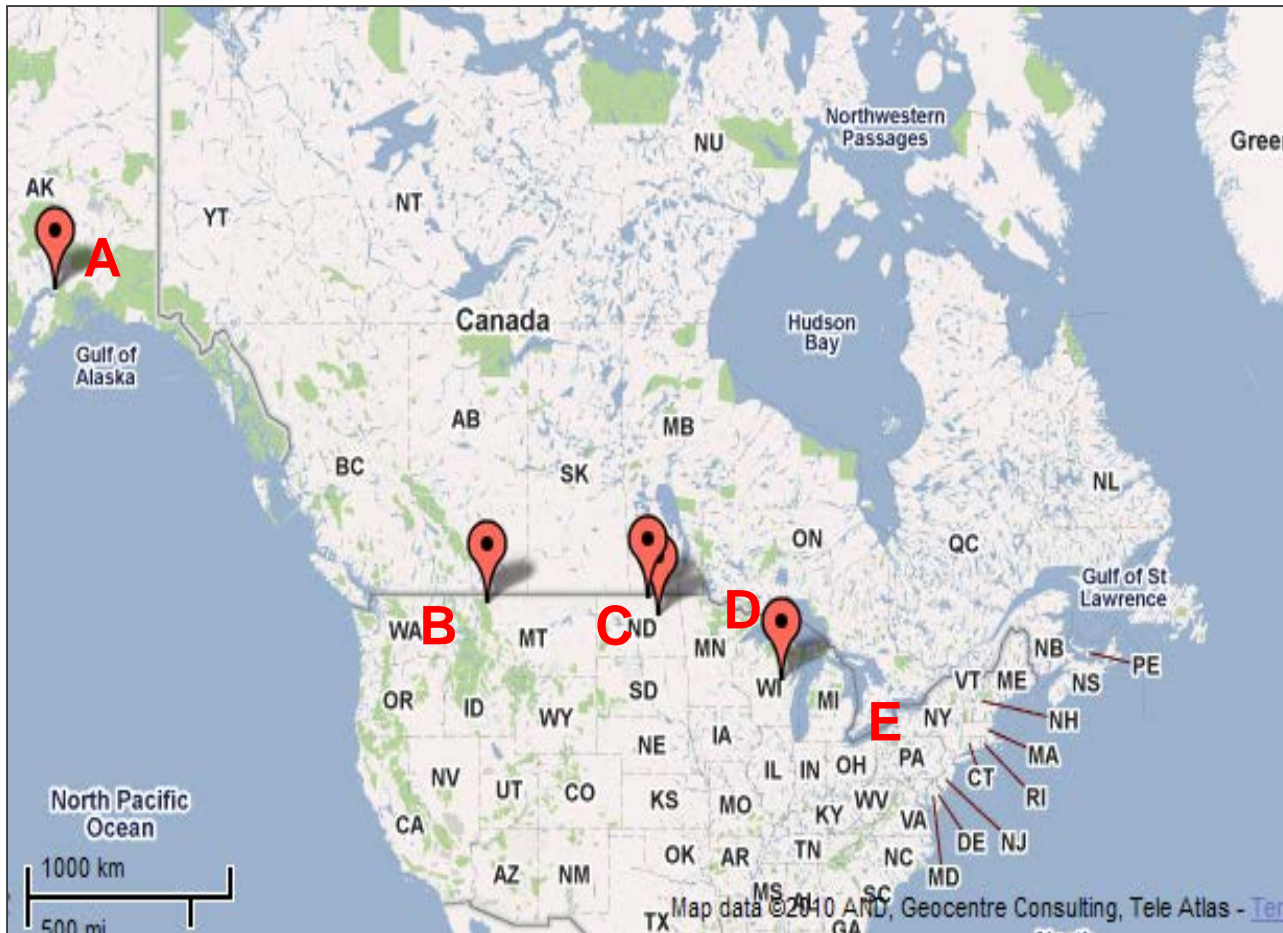 NU
Northwestern
Passages
Green
AK
YT
NT
A
Canada
Hudson
Bay
Gulf of
Alaska
AB
MB
BC
SK
NL
ON
QC
Gulf of St
Lawrence
WA
B
MT
C
ND
D
MN
NB
PE
OR
ID
WY
SD
WI
MI
VT
ME
NS
E
NY
NH
NE
IA
MA
NV
UT
CO
IL
IN
OH
PA
CT
RI
North Pacific
Ocean
CA
KS
MO
KY
WV
VA
DE
NJ
1000 km
AZ
NM
OK
AR
TN
NC
MD
MS
AL
SC
TX
GA
Map data ©2010 AND, Geocentre Consulting, Tele Atlas - Ter
500 mi